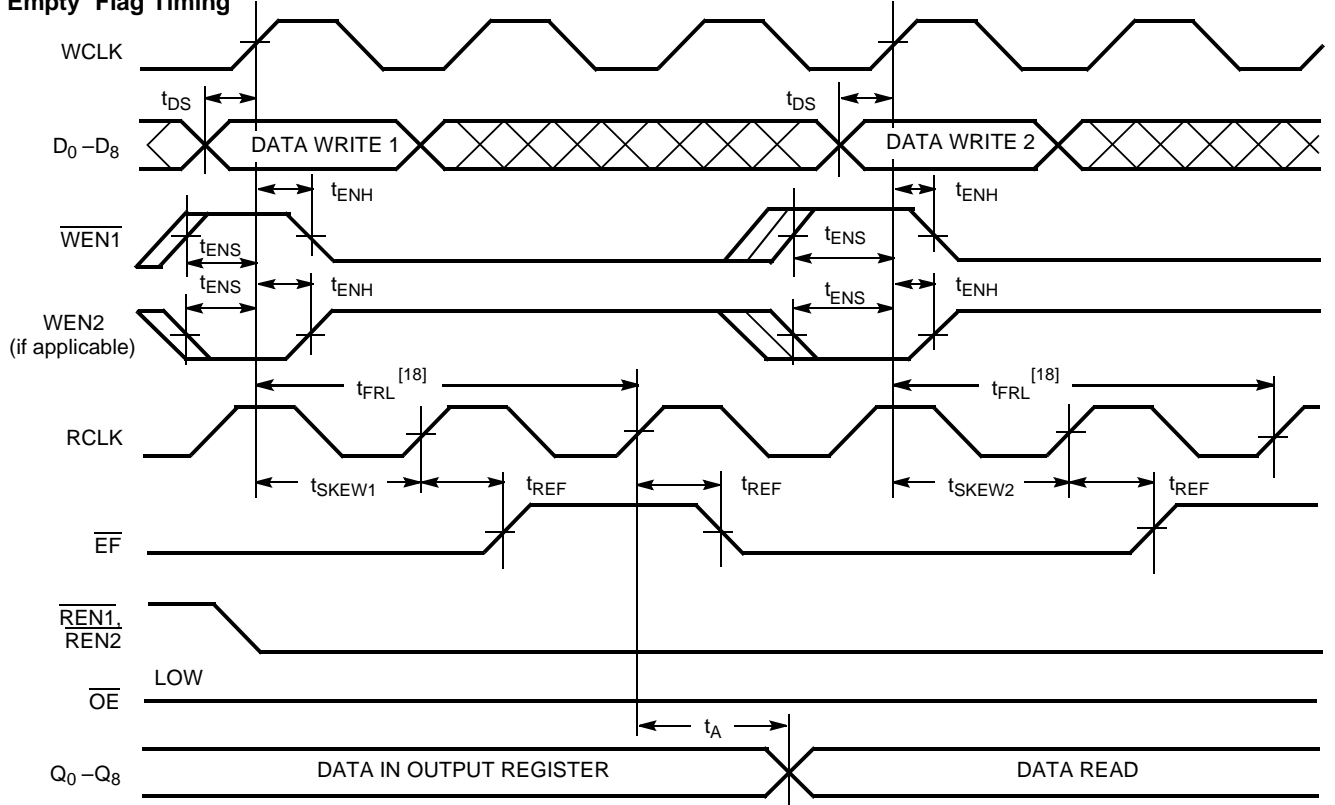 Empty Flag Timing
WCLK
tDS
tDS
D0 –D8
DATA WRITE 1
DATA WRITE 2
tENH
tENH
WEN1
tENS
tENS
tENS
tENH
tENS
tENH
WEN2
(if applicable)
tFRL [18]
tFRL [18]
RCLK
tSKEW1
tREF
tREF
tSKEW2
tREF
EF
REN1,
REN2
LOW
OE
tA
Q0 –Q8
DATA IN OUTPUT REGISTER
DATA READ